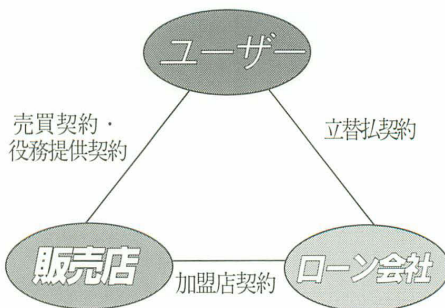 ユーザー
売買契約・
役務提供契約
立替払契約
販売店
加盟店契約
ローン会社